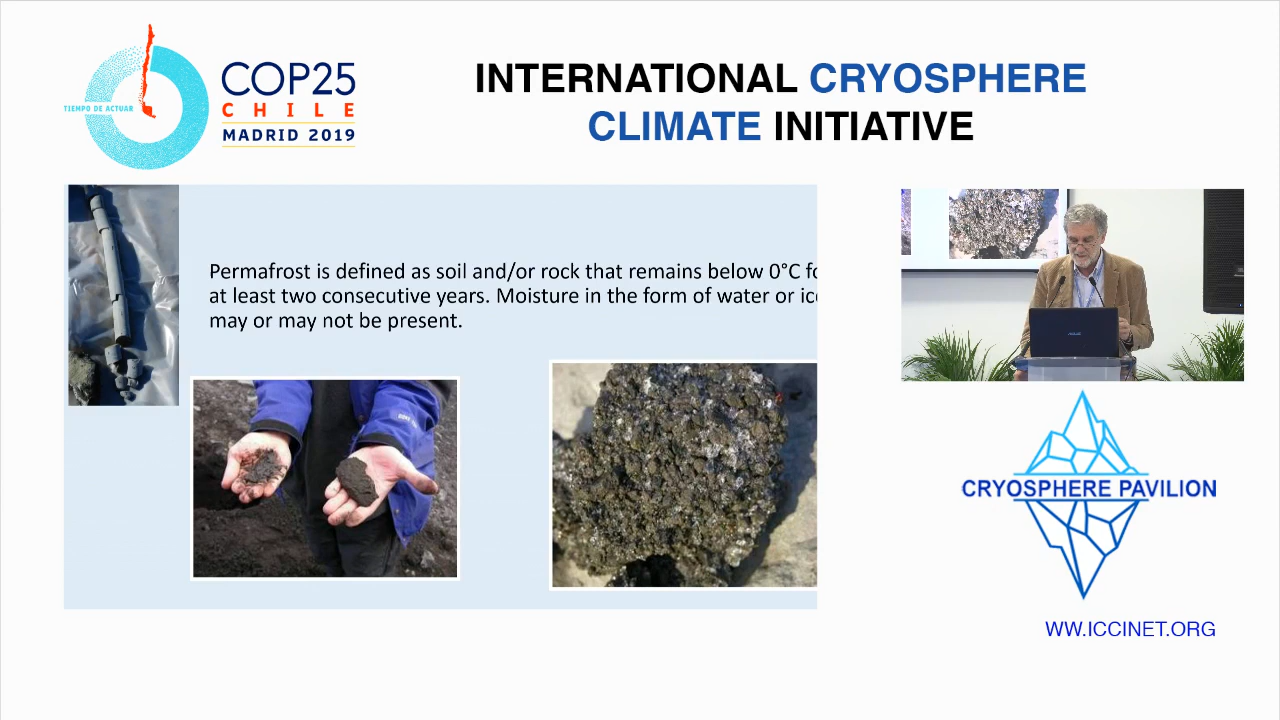 TIEMPO DE ACTUAR
COP25
CHILE
MADRID 2019
INTERNATIONAL CRYOSPHERE
CLIMATE INITIATIVE
Permafrost is defined as soil and/or rock that remains below 0°C fo
at least two consecutive years. Moisture in the form of water or ic
may or may not be present.
CRYOSPHERE PAVILION
WW.ICCINET.ORG